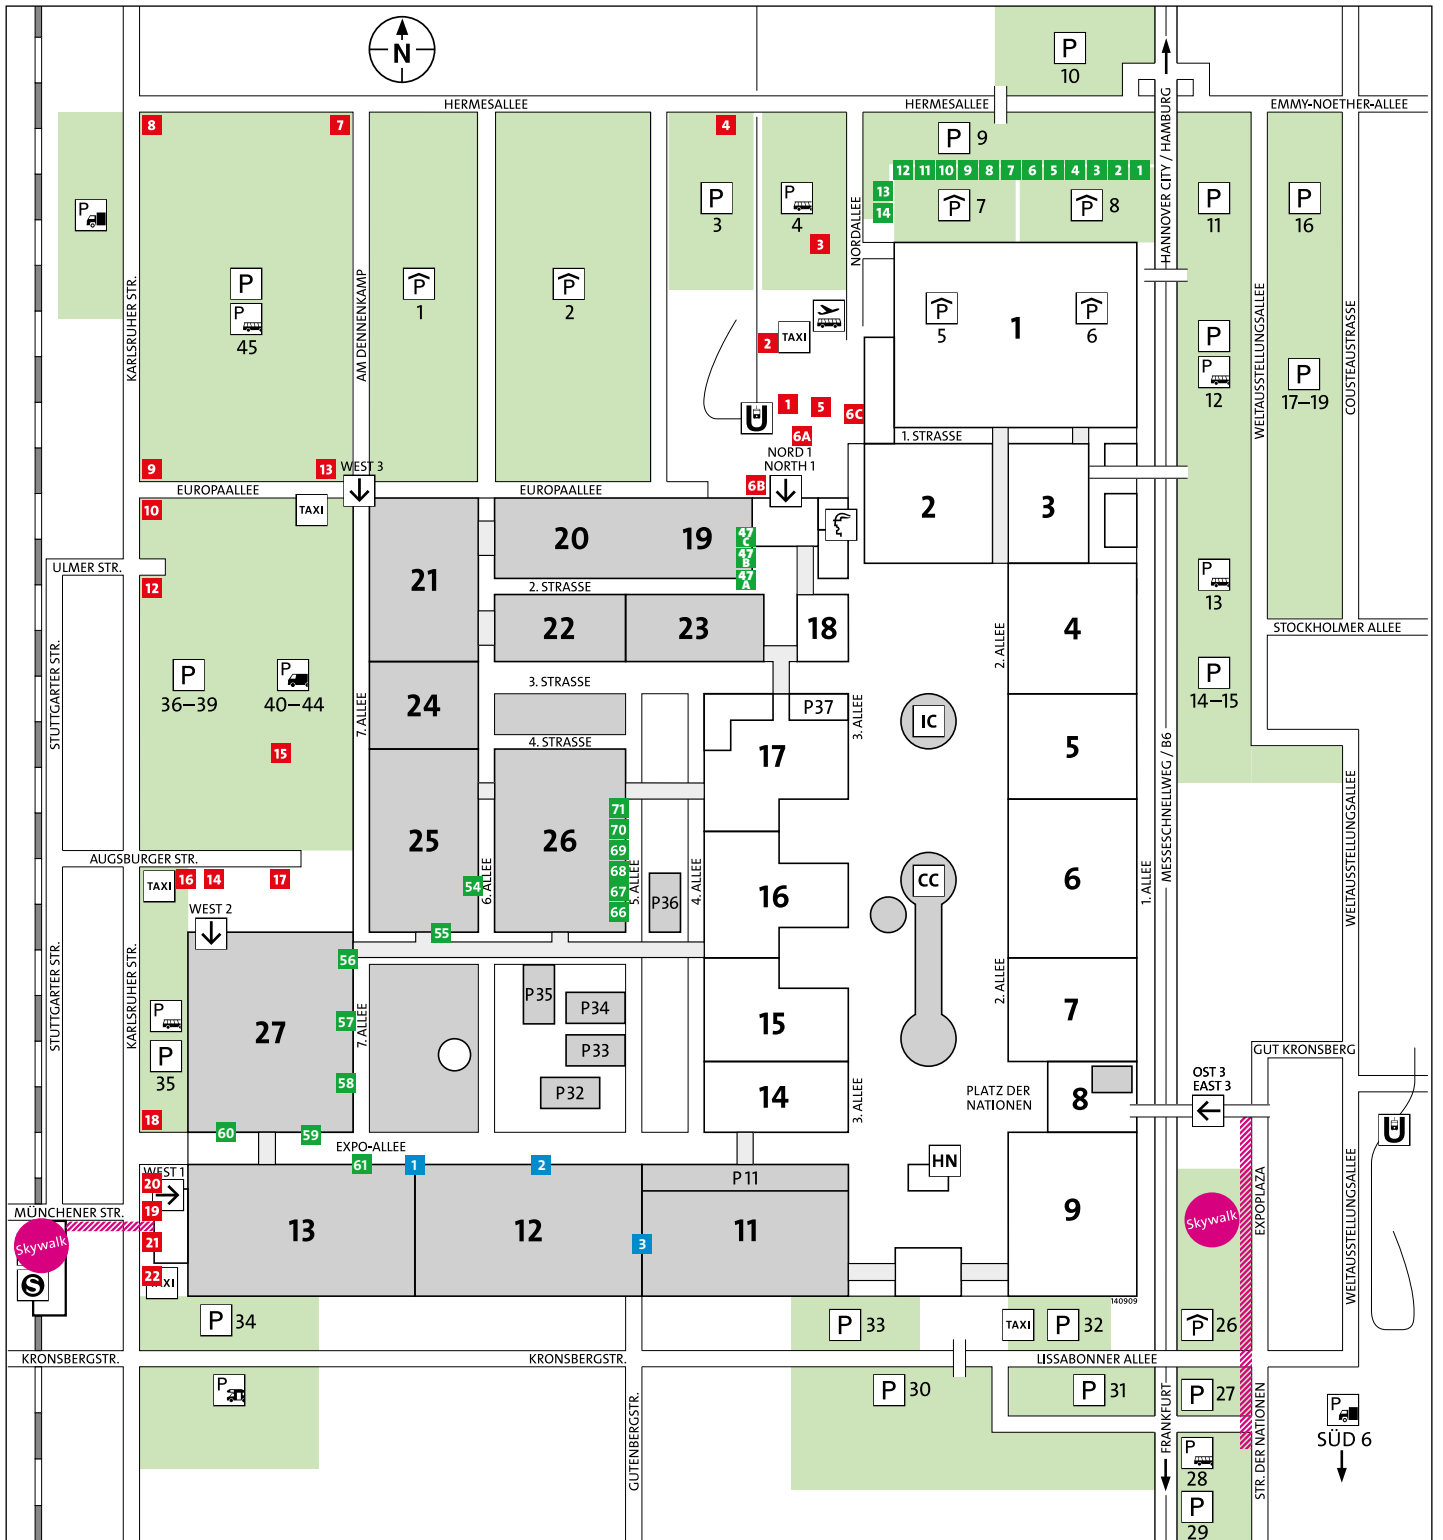 N
P
10
HERMESALLEE
HERMESALLEE
EMMY-NOETHER-ALLEE
8
7
4
P
9
12 11 10 9 8 7 6 5 4 3 2 1
13
14
P
P
3
P
4
3
P
7
P
8
P
11
P
16
HANNOVER CITY / HAMBURG
NORDALLEE
KARLSRUHER STR.
AM DENNENKAMP
P
P
45
P
1
P
2
2
TAXI
P
5
1
P
6
P
P
12
P
17–19
WELTAUSSTELLUNGSALLEE
COUSTEAUSTRASSE
U
1
5
6C
6A
1. STRASSE
NORD 1
NORTH 1
9
13
WEST 3
6B
EUROPAALLEE
EUROPAALLEE
10
TAXI
20
19
47
C
47
B
47
A
2
3
21
ULMER STR.
12
2. STRASSE
P
13
22
23
18
4
STOCKHOLMER ALLEE
STUTTGARTER STR.
2. ALLEE
P
36–39
P
40–44
3. STRASSE
P
14–15
24
7. ALLEE
P37
3. ALLEE
IC
15
4. STRASSE
17
5
MESSESCHNELLWEG / B6
25
26
71
70
69
68
67
66
54
6. ALLEE
5. ALLEE
4. ALLEE
P36
16
CC
6
1. ALLEE
WELTAUSSTELLUNGSALLEE
AUGSBURGER STR.
TAXI
16
14
17
WEST 2
55
56
STUTTGARTER STR.
KARLSRUHER STR.
P
P
35
27
57
7. ALLEE
58
P35
P34
P33
P32
15
2. ALLEE
7
GUT KRONSBERG
14
3. ALLEE
PLATZ DER
NATIONEN
8
OST 3
EAST 3
U
18
60
59
EXPO-ALLEE
61
1
2
HN
WEST 1
20
19
21
22
TAXI
MÜNCHENER STR.
Skywalk
S
13
12
3
P 11
11
9
Skywalk
EXPOPLAZA
WELTAUSSTELLUNGSALLEE
140909
P
34
P
33
TAXI
P
32
P
26
KRONSBERGSTR.
KRONSBERGSTR.
LISSABONNER ALLEE
P
P
30
P
31
P
27
GUTENBERGSTR.
FRANKFURT
STR. DER NATIONEN
P
SÜD 6
P
28
P
29